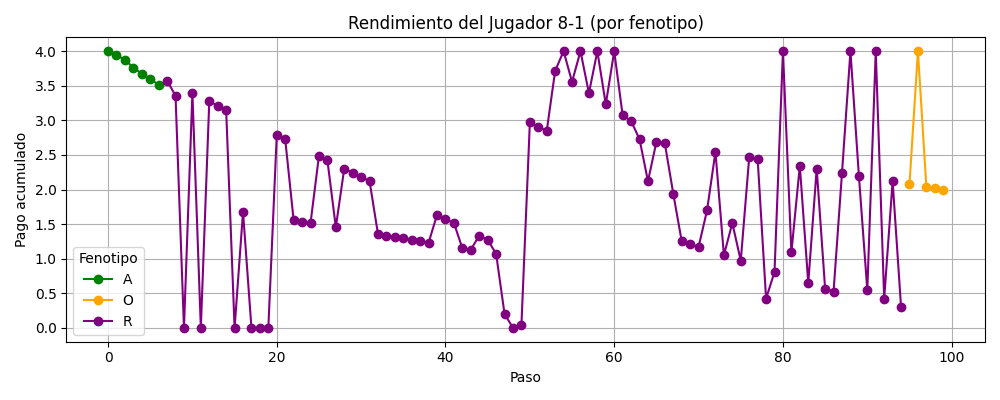 Rendimiento del Jugador 8-1 (por fenotipo)
Pago acumulado
4.0
3.5
3.0
2.5
2.0
1.5
1.0
0.5
0.0
Fenotipo
A
O
R
0 20 40 60 80 100
Paso